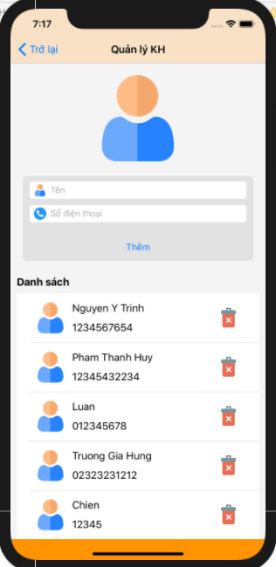 7:17
Trở lại
Quản lý KH
Tên
Số điện thoại
Thêm
Danh sách
Nguyen Y Trinh
1234567654
Pham Thanh Huy
12345432234
Luan
012345678
Truong Gia Hung
02323231212
Chien
12345